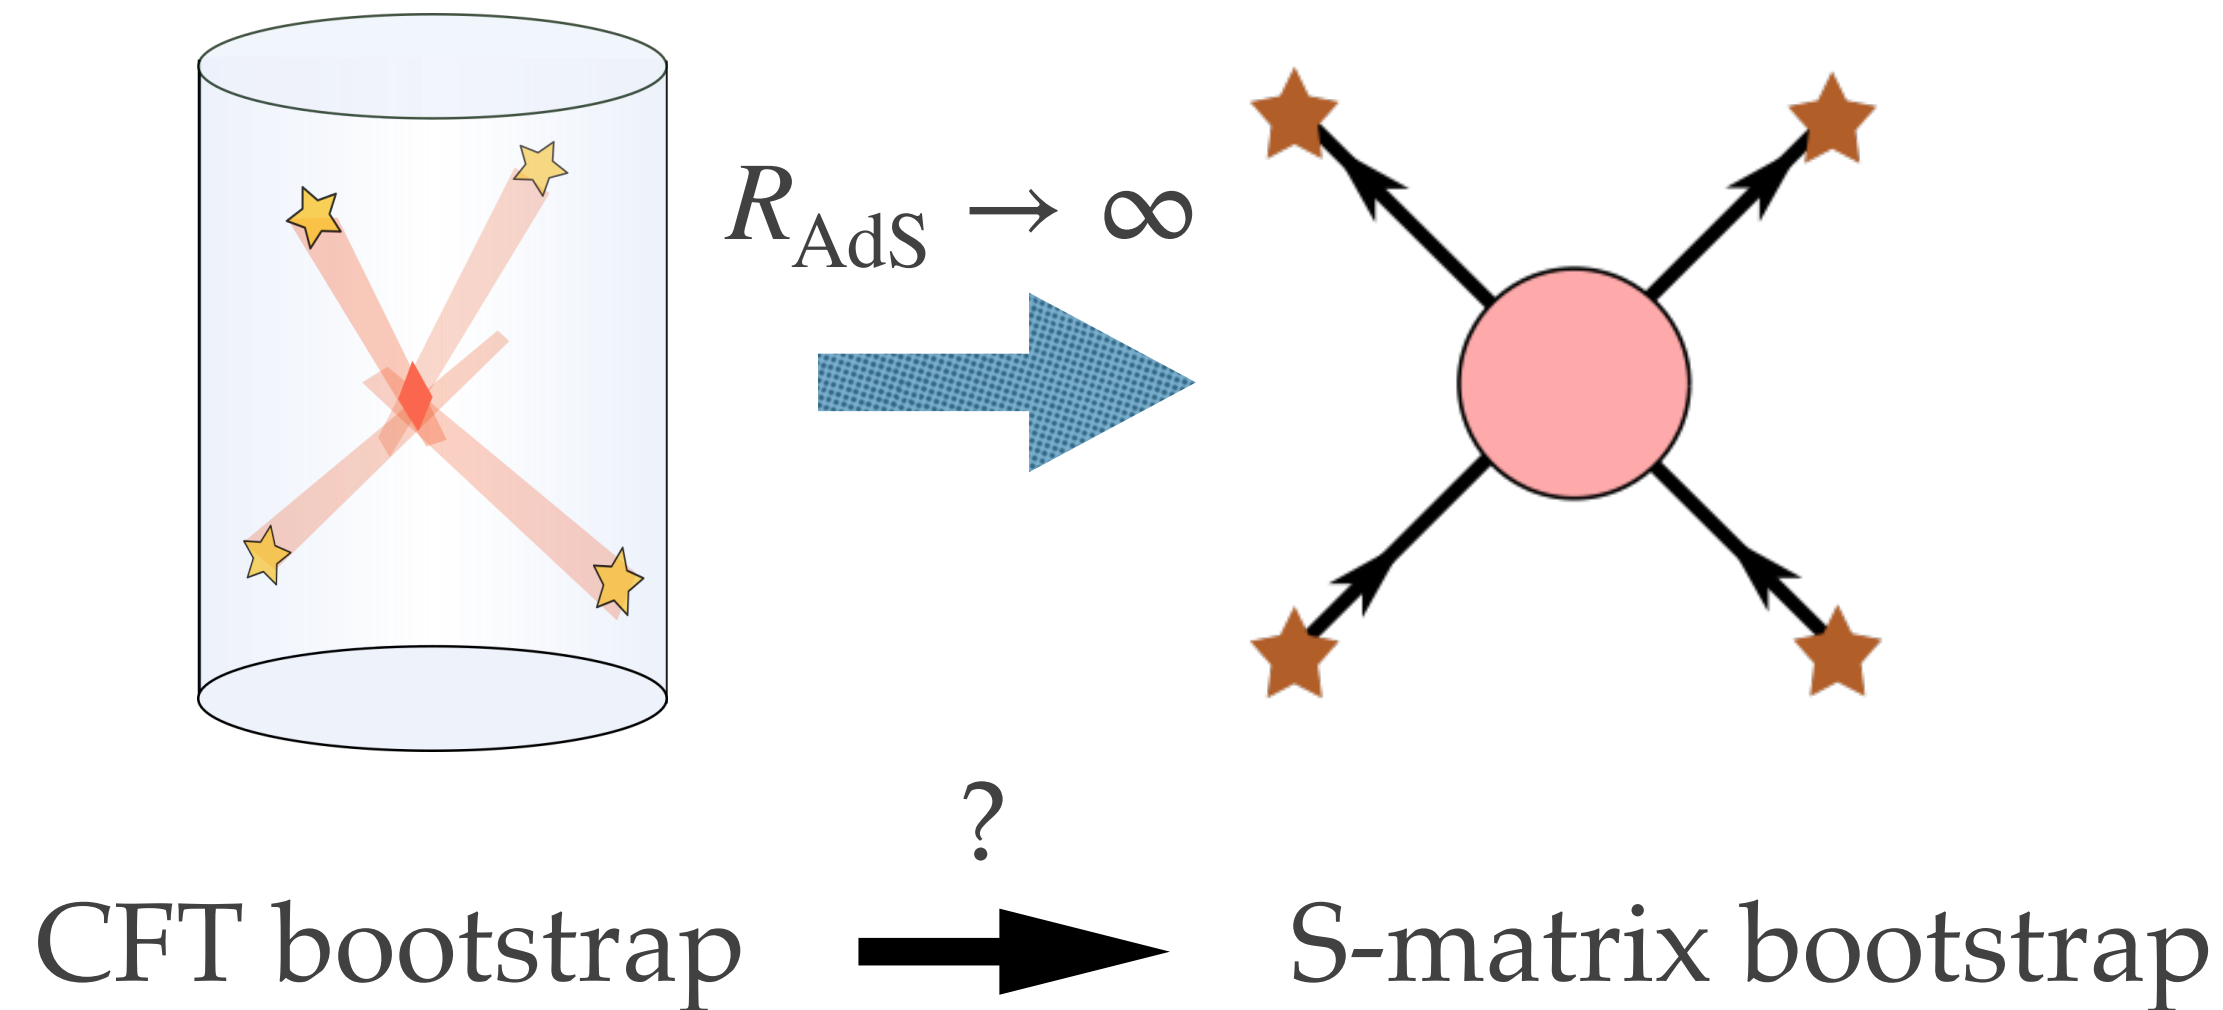 R_AdS → ∞
?
CFT bootstrap
S-matrix bootstrap